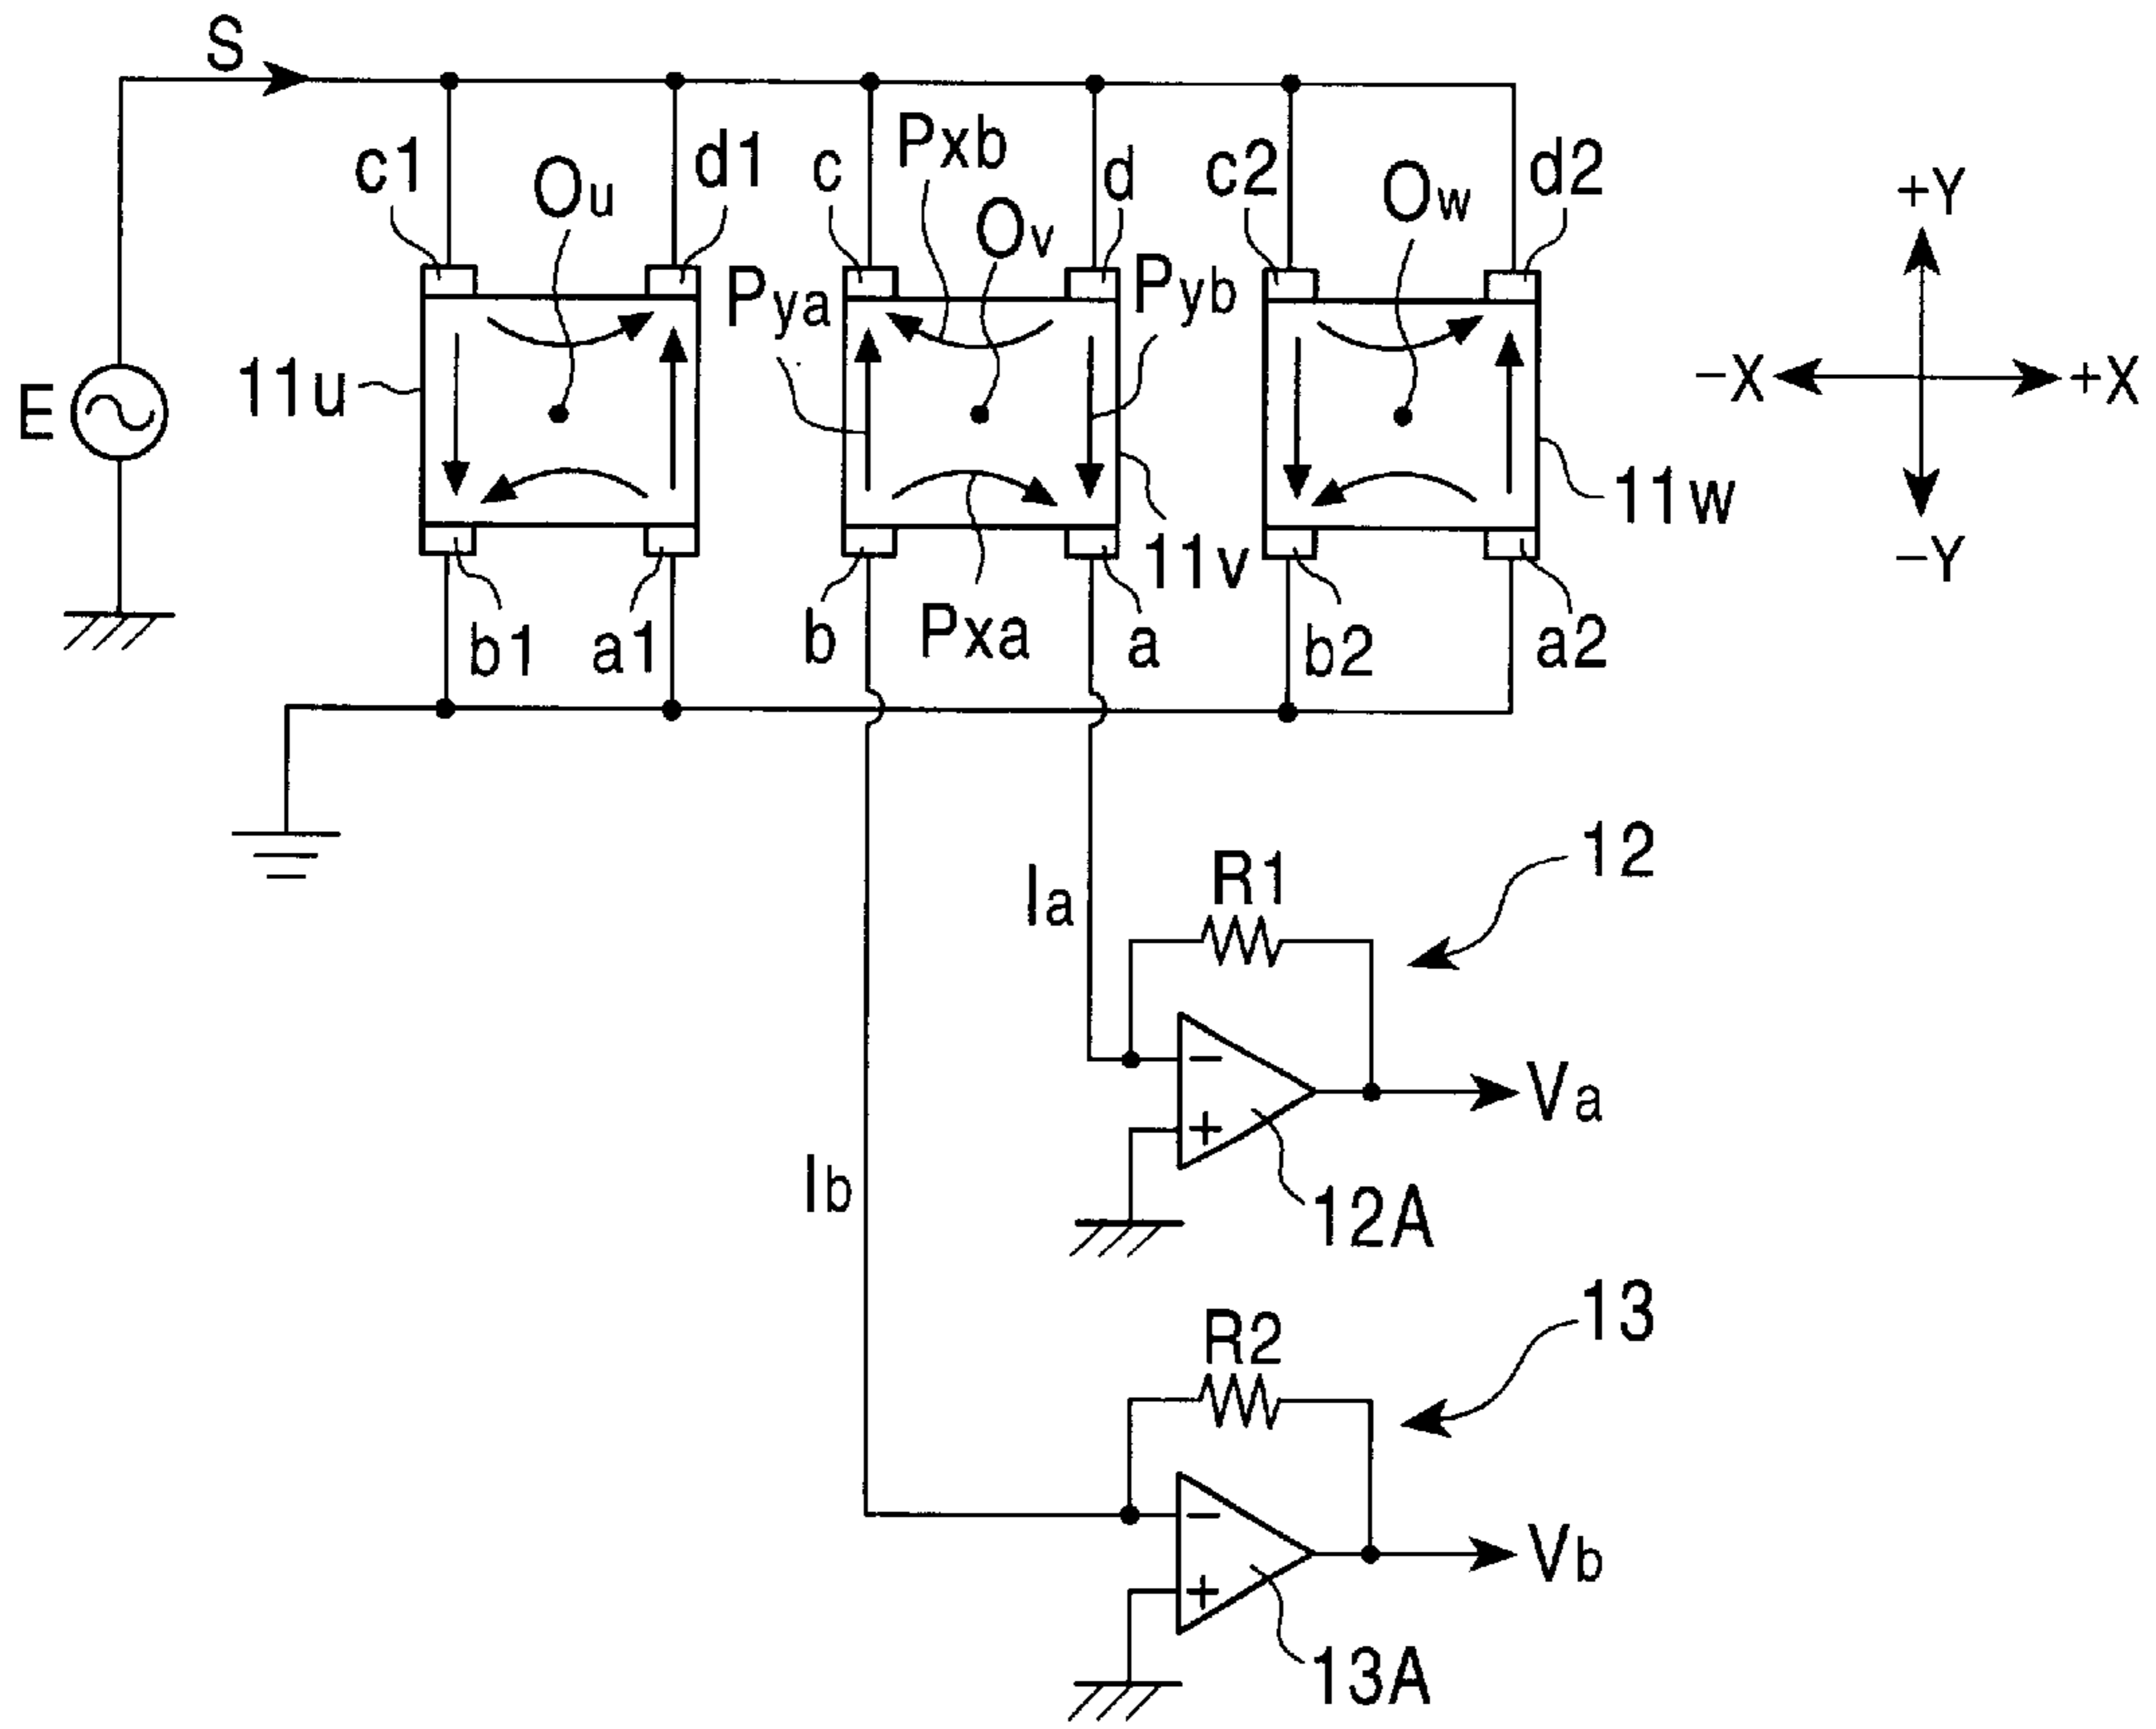 S
c1
Ou
d1
c
Pxb
Ov
d
c2
Ow
d2
+Y
Pya
Pyb
E
11u
-X
+X
11w
11v
-Y
b1
a1
b
Pxa
a
b2
a2
12
R1
Ia
−
+
Va
12A
Ib
13
R2
−
+
Vb
13A